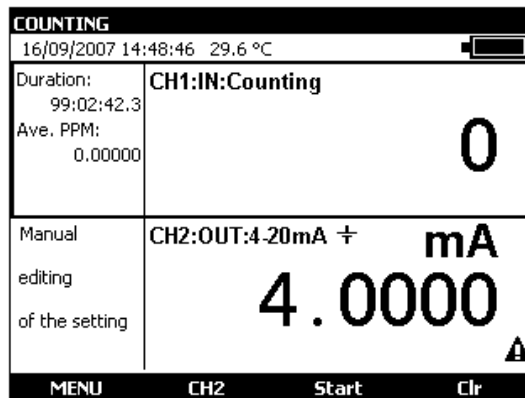 COUNTING
16/09/2007 14:48:46 29.6 °C
Duration:
99:02:42.3
Ave. PPM:
0.00000
CH1:IN:Counting
0
Manual
editing
of the setting
CH2:OUT:4-20mA
mA
4.0000
MENU CH2 Start Clr